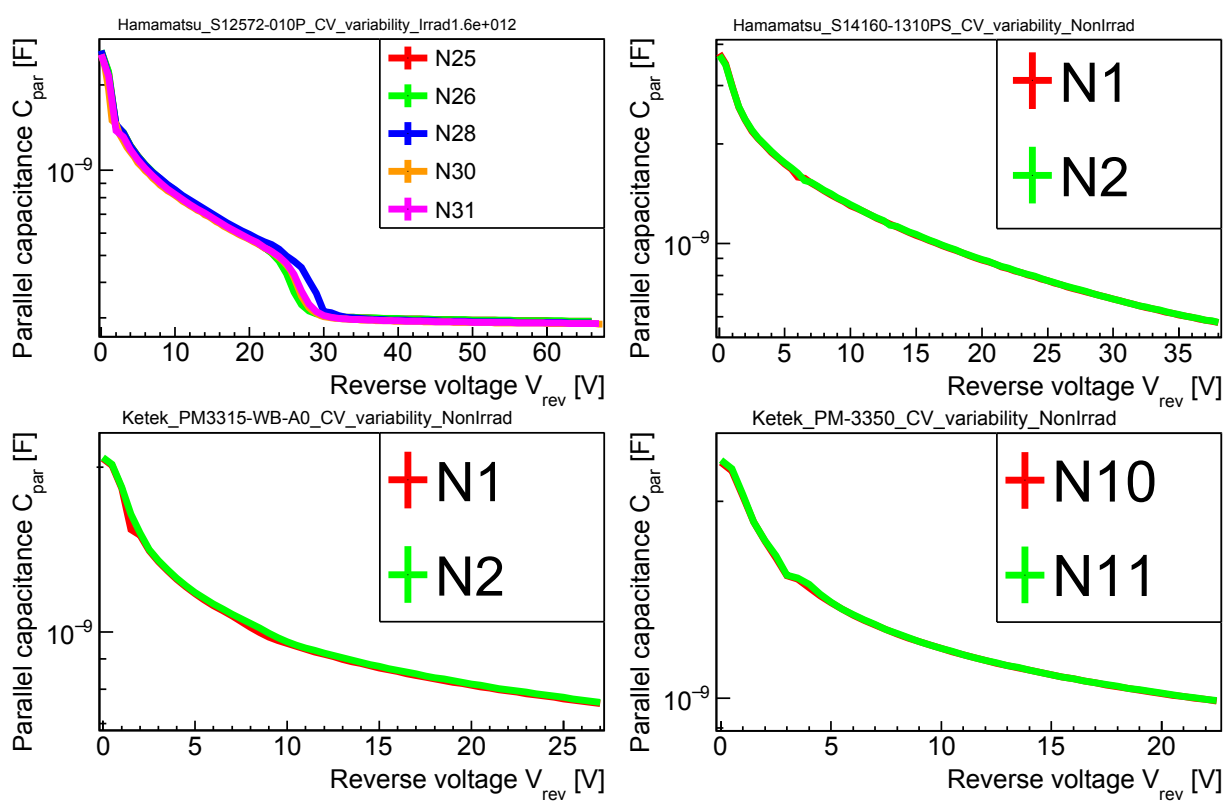 Hamamatsu_S12572-010P_CV_variability_Irrad1.6e+012
Parallel capacitance C_par [F]
10⁻⁹
N25
N26
N28
N30
N31
0 10 20 30 40 50 60
Reverse voltage V_rev [V]
Hamamatsu_S14160-1310PS_CV_variability_NonIrrad
Parallel capacitance C_par [F]
10⁻⁹
N1
N2
0 5 10 15 20 25 30 35
Reverse voltage V_rev [V]
Ketek_PM3315-WB-A0_CV_variability_NonIrrad
Parallel capacitance C_par [F]
10⁻⁹
N1
N2
0 5 10 15 20 25
Reverse voltage V_rev [V]
Ketek_PM-3350_CV_variability_NonIrrad
Parallel capacitance C_par [F]
10⁻⁹
N10
N11
0 5 10 15 20
Reverse voltage V_rev [V]